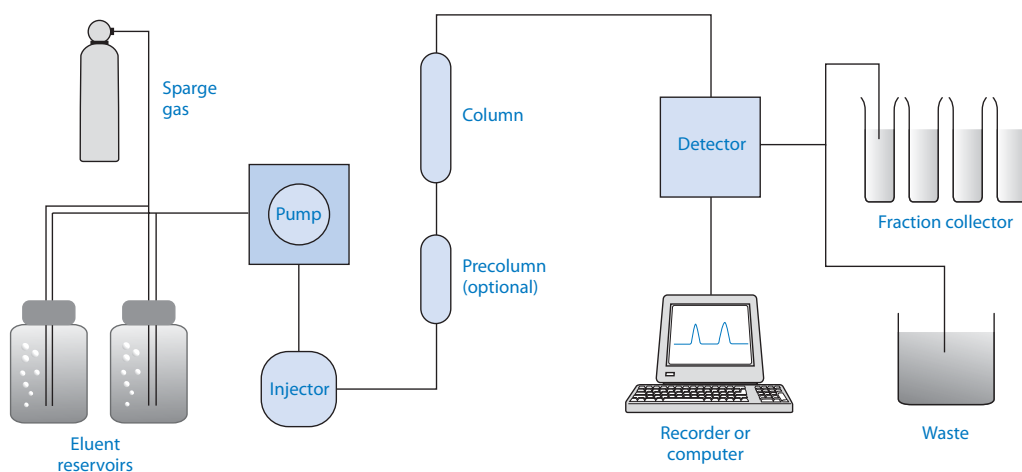 Sparge
gas
Column
Detector
Pump
Fraction collector
Precolumn
(optional)
Injector
Eluent
reservoirs
Recorder or
computer
Waste